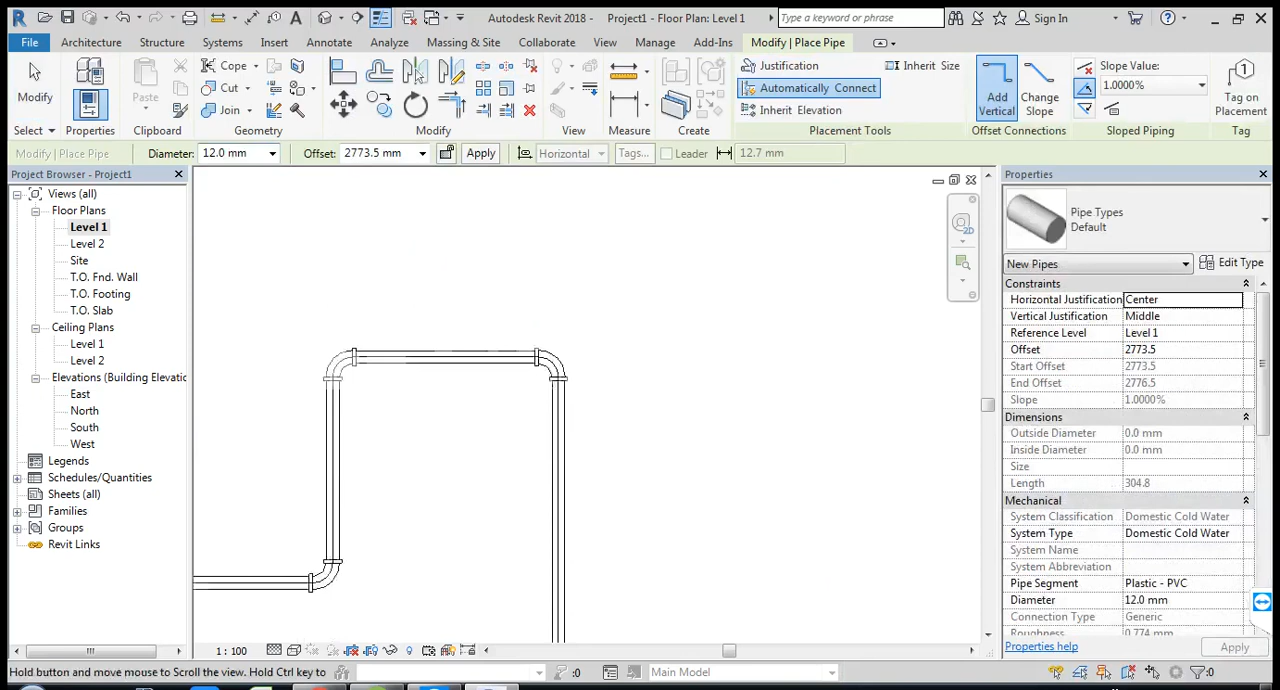 Autodesk Revit 2018 - Project1 - Floor Plan: Level 1
Type a keyword or phrase
Sign In
File Architecture Structure Systems Insert Annotate Analyze Massing & Site Collaborate View Manage Add-Ins Modify | Place Pipe
Modify
Paste
Cope
Cut
Join
Justification
Automatically Connect
Inherit Elevation
Inherit Size
Add
Vertical
Change
Slope
Slope Value:
1.0000%
Tag on
Placement
Select Properties Clipboard Geometry Modify View Measure Create Placement Tools Offset Connections Sloped Piping Tag
Modify | Place Pipe Diameter: 12.0 mm Offset: 2773.5 mm Apply Horizontal Tags... Leader 12.7 mm
Project Browser - Project1
Views (all)
Floor Plans
Level 1
Level 2
Site
T.O. Fnd. Wall
T.O. Footing
T.O. Slab
Ceiling Plans
Level 1
Level 2
Elevations (Building Elevatic
East
North
South
West
Legends
Schedules/Quantities
Sheets (all)
Families
Groups
Revit Links
2D
Properties
Pipe Types
Default
New Pipes Edit Type
Constraints
Horizontal Justification Center
Vertical Justification Middle
Reference Level Level 1
Offset 2773.5
Start Offset 2773.5
End Offset 2776.5
Slope 1.0000%
Dimensions
Outside Diameter 0.0 mm
Inside Diameter 0.0 mm
Size
Length 304.8
Mechanical
System Classification Domestic Cold Water
System Type Domestic Cold Water
System Name
System Abbreviation
Pipe Segment Plastic - PVC
Diameter 12.0 mm
Connection Type Generic
Roughness 0.774 mm
Properties help Apply
1 : 100
Hold button and move mouse to Scroll the view. Hold Ctrl key to
:0
Main Model
:0